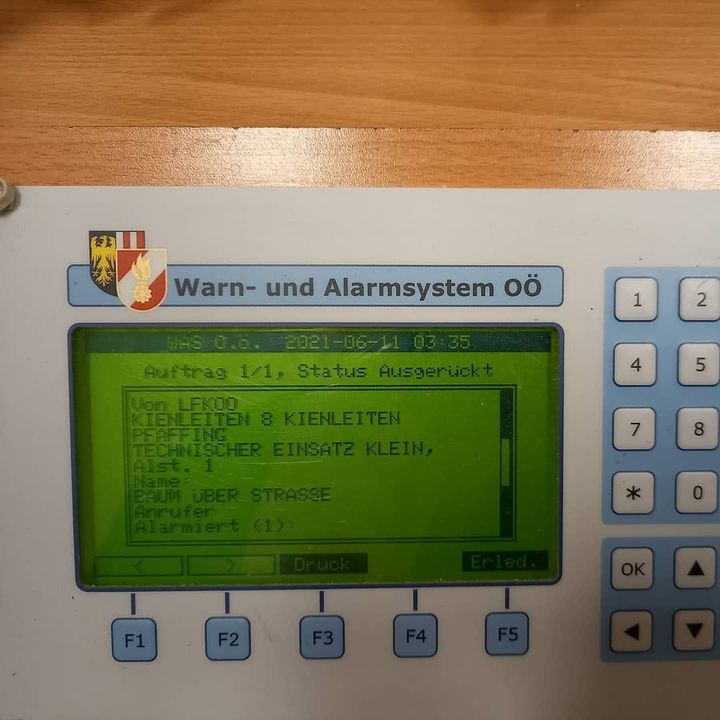 Warn- und Alarmsystem OÖ
WAS O.ö. 2021-06-11 03:35
Auftrag 1/1, Status Ausgerückt
Von LFKOO
KIENLEITEN 8 KIENLEITEN
PFAFFING
TECHNISCHER EINSATZ KLEIN,
Alst. 1
Name:
BAUM ÜBER STRASSE
Anrufer
Alarmiert (1):
< > Druck Erled.
F1 F2 F3 F4 F5
1 2
4 5
7 8
* 0
OK ▲
◀ ▼